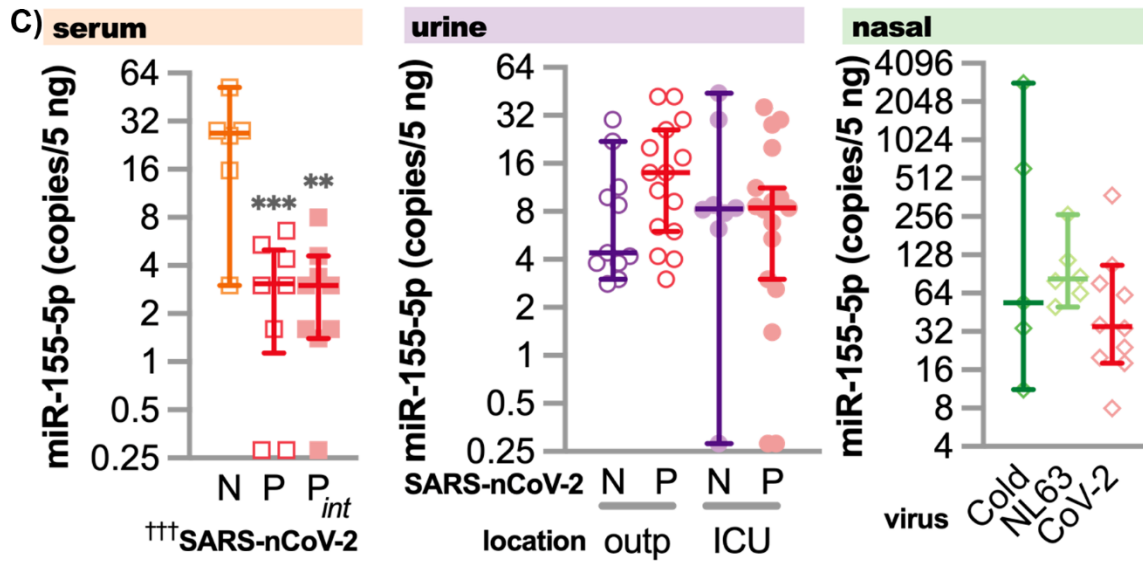 C) serum
miR-155-5p (copies/5 ng)
64
32
16
8
4
2
1
0.5
0.25
***
**
N P Pint
†††SARS-nCoV-2
urine
miR-155-5p (copies/5 ng)
64
32
16
8
4
2
1
0.5
0.25
SARS-nCoV-2 N P N P
location outp ICU
nasal
miR-155-5p (copies/5 ng)
4096
2048
1024
512
256
128
64
32
16
8
4
virus Cold NL63 CoV-2